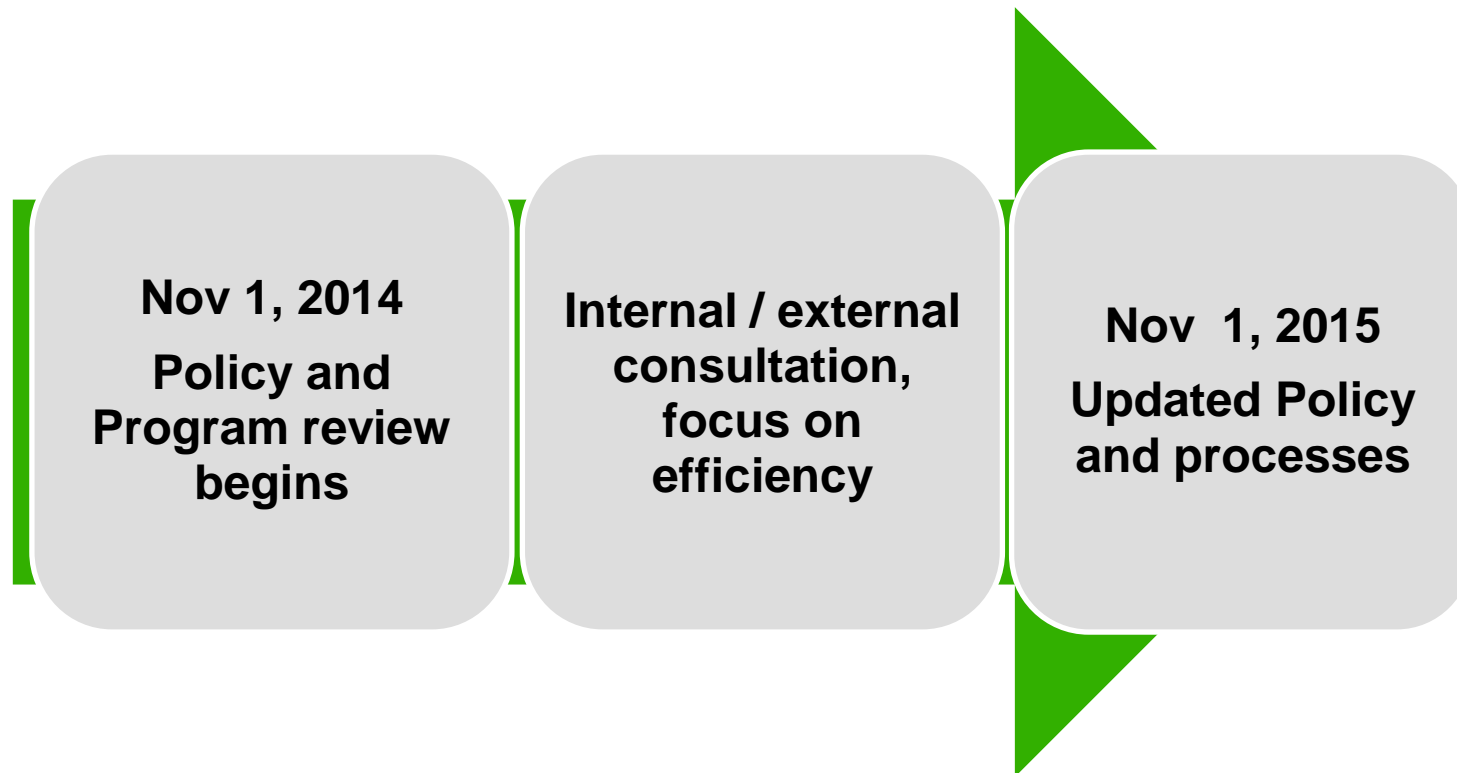 Nov 1, 2014
Policy and
Program review
begins
Internal / external
consultation,
focus on
efficiency
Nov  1, 2015
Updated Policy
and processes